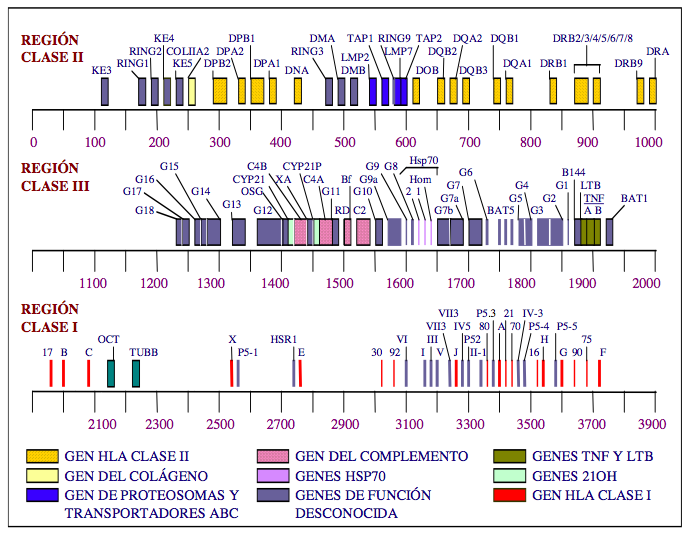 REGIÓN
CLASE II
KE4 DPB1 DMA TAP1 RING9 TAP2 DQA2 DQB1 DRB2/3/4/5/6/7/8
RING2 COLIIA2 DPA2 RING3 LMP2 LMP7 DQB2 DRA
RING1 KE5 DPB2 DPA1 DNA DMB DOB DQB3 DQA1 DRB1 DRB9
KE3
0 100 200 300 400 500 600 700 800 900 1000
REGIÓN
CLASE III
G15 C4B CYP21P G9 G8 Hsp70 G6
G16 CYP21 XA C4A Bf G9a Hom G7 G4 G1 B144 LTB
G17 G14 OSG G11 G10 2 1 G7a G5 G2 TNF
G18 G13 G12 RD C2 G7b BAT5 G3 A B BAT1
1100 1200 1300 1400 1500 1600 1700 1800 1900 2000
REGIÓN
CLASE I
VII3 P5.3 21 IV-3
OCT X HSR1 VI III VII3 IV5 P52 80 A 70 P5-4 H P5-5 75
17 B C TUBB P5-1 E 30 92 I V J II-1 16 G 90 F
2100 2300 2500 2700 2900 3100 3300 3500 3700 3900
GEN HLA CLASE II GEN DEL COMPLEMENTO GENES TNF Y LTB
GEN DEL COLÁGENO GENES HSP70 GENES 21OH
GEN DE PROTEOSOMAS Y GENES DE FUNCIÓN GEN HLA CLASE I
TRANSPORTADORES ABC DESCONOCIDA